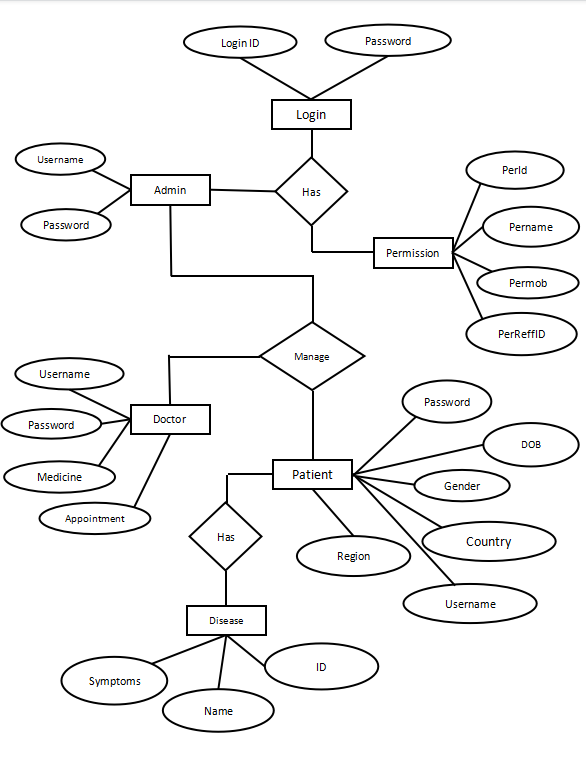 Login ID
Password
Login
Username
Admin
Has
PerId
Password
Pername
Permission
Permob
PerReffID
Manage
Username
Password
Doctor
Password
DOB
Medicine
Patient
Gender
Appointment
Has
Country
Region
Username
Disease
Symptoms
ID
Name